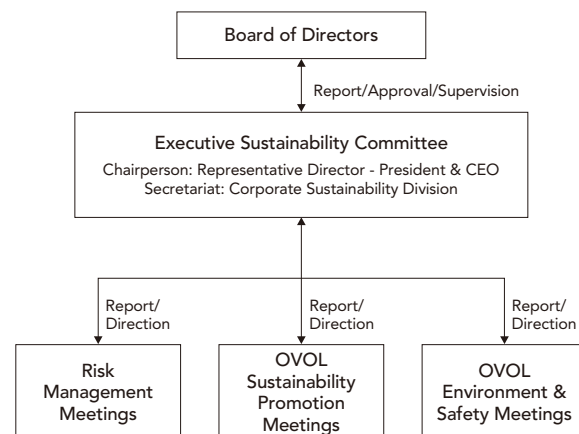 Board of Directors
Report/Approval/Supervision
Executive Sustainability Committee
Chairperson: Representative Director - President & CEO
Secretariat: Corporate Sustainability Division
Report/
Direction
Report/
Direction
Report/
Direction
Risk
Management
Meetings
OVOL
Sustainability
Promotion
Meetings
OVOL
Environment &
Safety Meetings